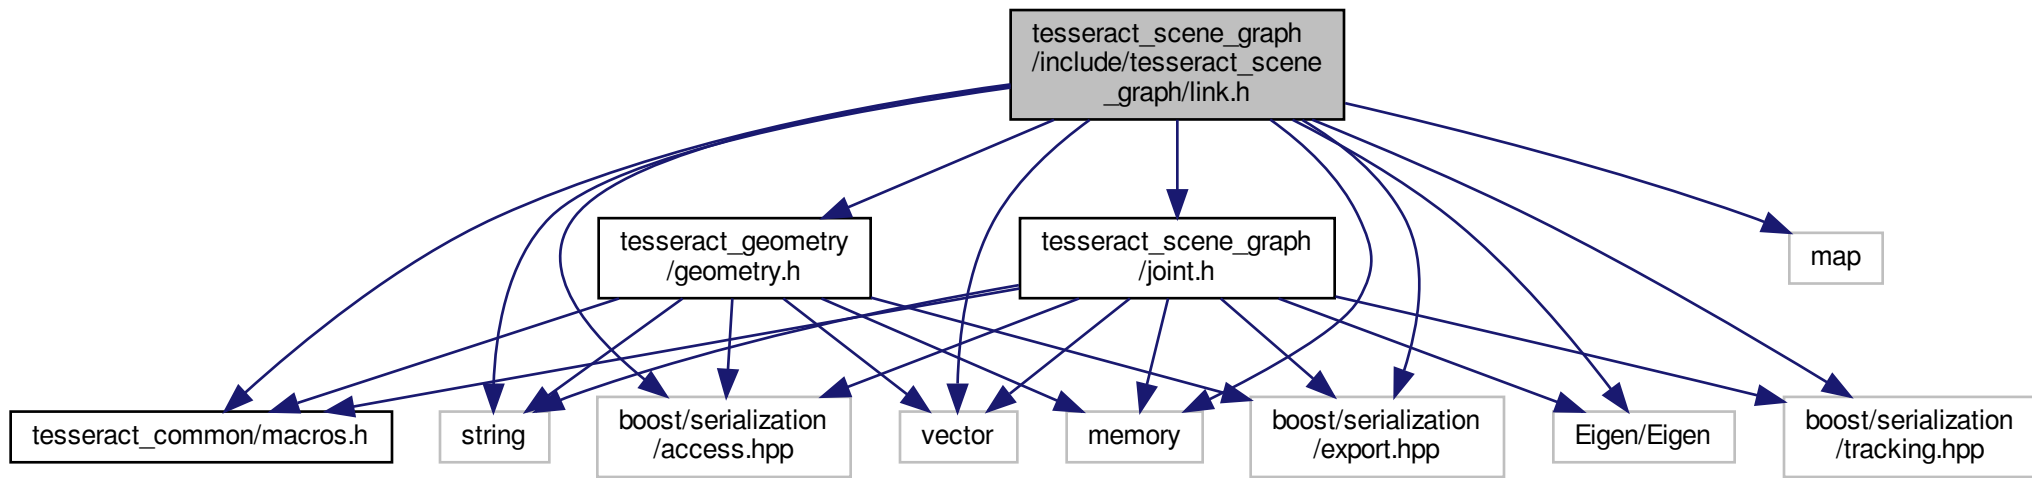 tesseract_scene_graph
/include/tesseract_scene
_graph/link.h
tesseract_geometry
/geometry.h
tesseract_scene_graph
/joint.h
map
tesseract_common/macros.h
string
boost/serialization
/access.hpp
vector
memory
boost/serialization
/export.hpp
Eigen/Eigen
boost/serialization
/tracking.hpp